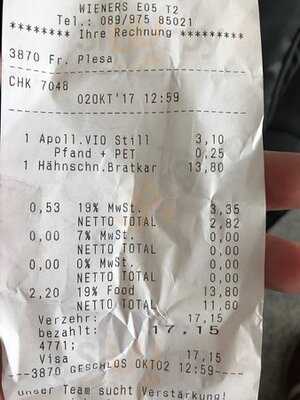 WIENERS E05 T2
Tel.: 089/975 85021
******** Ihre Rechnung *********
3870 Fr. Plesa
CHK 7048
02OKT'17 12:59
1 Apoll.VIO Still 3,10
Pfand + PET 0,25
1 Hähnschn.Bratkar 13,80
0,53 19% MwSt. 3,35
NETTO TOTAL 2,82
0,00 7% MwSt. 0,00
NETTO TOTAL 0,00
0,00 0% MwSt. 0,00
NETTO TOTAL 0,00
2,20 19% Food 13,80
NETTO TOTAL 11,60
Verzehr: 17,15
bezahlt: 17,15
4771;
Visa 17,15
---3870 GESCHLOS OKT02 12:59----
Unser Team sucht Verstärkung!